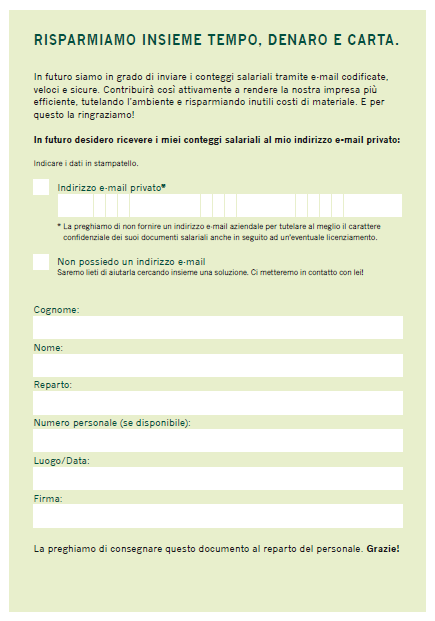 RISPARMIAMO INSIEME TEMPO, DENARO E CARTA.
In futuro siamo in grado di inviare i conteggi salariali tramite e-mail codificate,
veloci e sicure. Contribuirà così attivamente a rendere la nostra impresa più
efficiente, tutelando l'ambiente e risparmiando inutili costi di materiale. E per
questo la ringraziamo!
In futuro desidero ricevere i miei conteggi salariali al mio indirizzo e-mail privato:
Indicare i dati in stampatello.
Indirizzo e-mail privato*
* La preghiamo di non fornire un indirizzo e-mail aziendale per tutelare al meglio il carattere
confidenziale dei suoi documenti salariali anche in seguito ad un'eventuale licenziamento.
Non possiedo un indirizzo e-mail
Saremo lieti di aiutarla cercando insieme una soluzione. Ci metteremo in contatto con lei!
Cognome:
Nome:
Reparto:
Numero personale (se disponibile):
Luogo/Data:
Firma:
La preghiamo di consegnare questo documento al reparto del personale. Grazie!